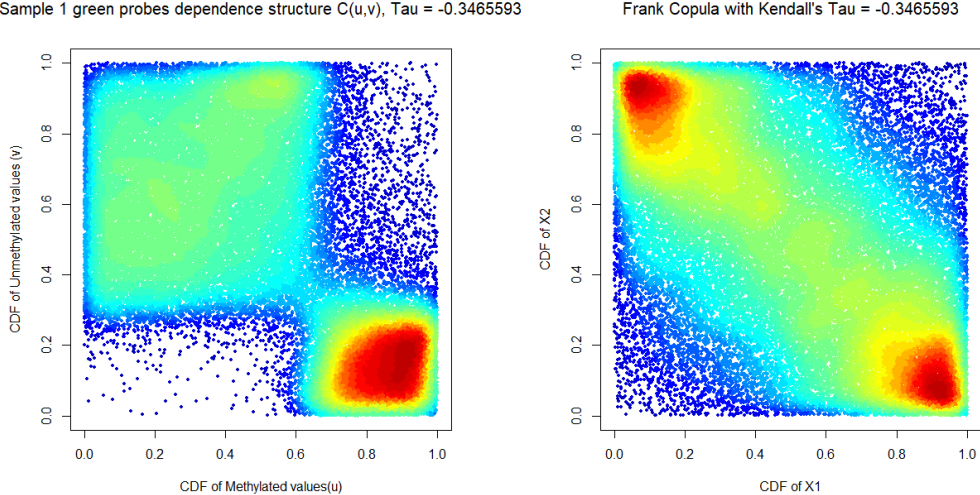 Sample 1 green probes dependence structure C(u,v), Tau = -0.3465593
CDF of Unmethylated values (v)
0.0 0.2 0.4 0.6 0.8 1.0
0.0 0.2 0.4 0.6 0.8 1.0
CDF of Methylated values(u)
Frank Copula with Kendall's Tau = -0.3465593
CDF of X2
0.0 0.2 0.4 0.6 0.8 1.0
0.0 0.2 0.4 0.6 0.8 1.0
CDF of X1